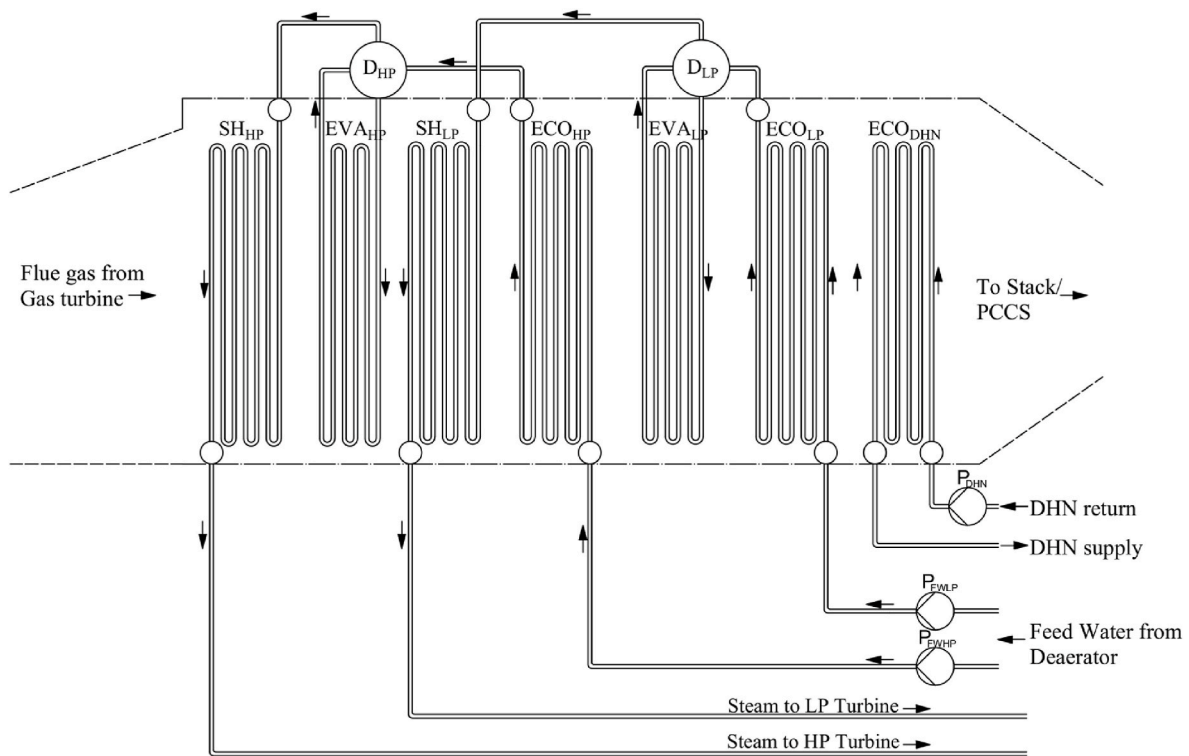 D_HP
D_LP
SH_HP
EVA_HP
SH_LP
ECO_HP
EVA_LP
ECO_LP
ECO_DHN
Flue gas from
Gas turbine
To Stack/
PCCS
P_DHN
DHN return
DHN supply
P_FWLP
Feed Water from
Deaerator
P_FWHP
Steam to LP Turbine
Steam to HP Turbine